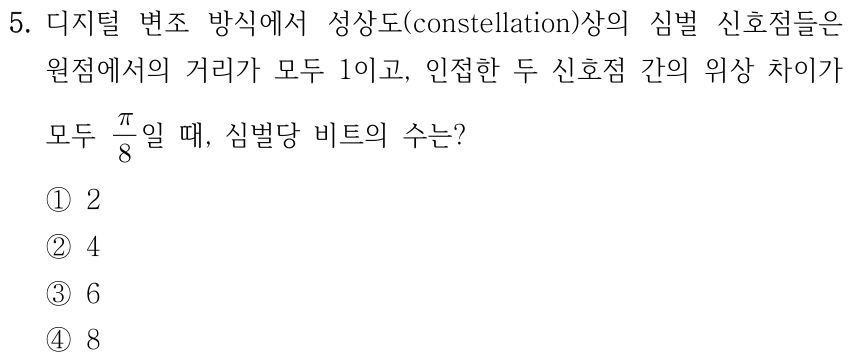 5. 디지털 변조 방식에서 성상도(constellation)상의 심벌 신호점들은
원점에서의 거리가 모두 1이고, 인접한 두 신호점 간의 위상 차이가
모두 π/8일 때, 심벌당 비트의 수는?
① 2
② 4
③ 6
④ 8